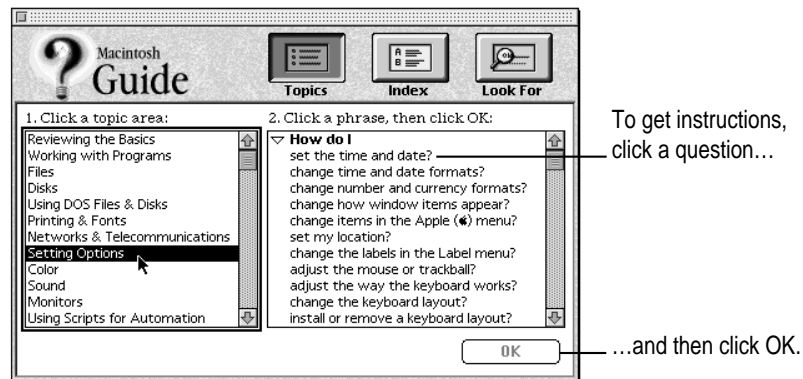 Macintosh
Guide
Topics
Index
Look For
1. Click a topic area:
Reviewing the Basics
Working with Programs
Files
Disks
Using DOS Files & Disks
Printing & Fonts
Networks & Telecommunications
Setting Options
Color
Sound
Monitors
Using Scripts for Automation
2. Click a phrase, then click OK:
How do I
set the time and date?
change time and date formats?
change number and currency formats?
change how window items appear?
change items in the Apple () menu?
set my location?
change the labels in the Label menu?
adjust the mouse or trackball?
adjust the way the keyboard works?
change the keyboard layout?
install or remove a keyboard layout?
OK
To get instructions,
click a question…
…and then click OK.